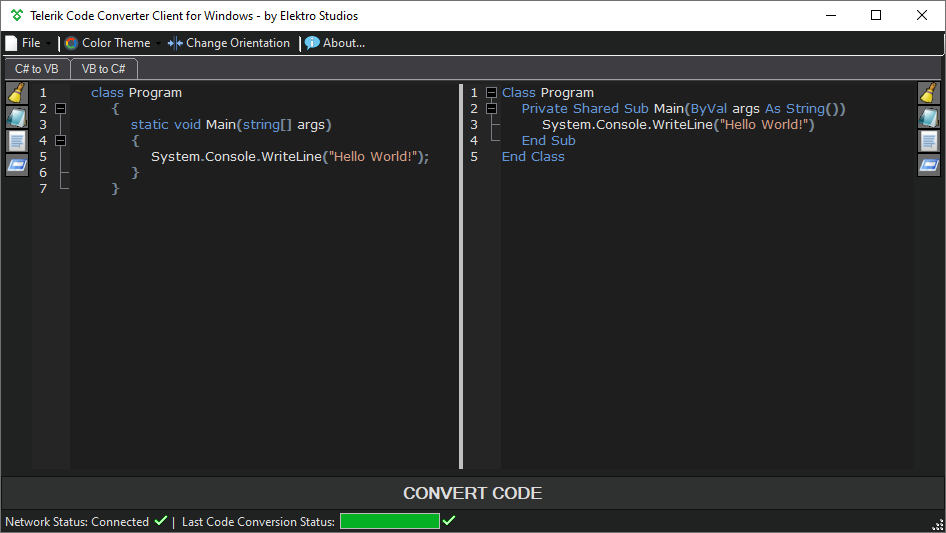 Telerik Code Converter Client for Windows - by Elektro Studios
File Color Theme Change Orientation About...
C# to VB VB to C#
1 class Program
2 {
3 static void Main(string[] args)
4 {
5 System.Console.WriteLine("Hello World!");
6 }
7 }
1 Class Program
2 Private Shared Sub Main(ByVal args As String())
3 System.Console.WriteLine("Hello World!")
4 End Sub
5 End Class
CONVERT CODE
Network Status: Connected | Last Code Conversion Status: